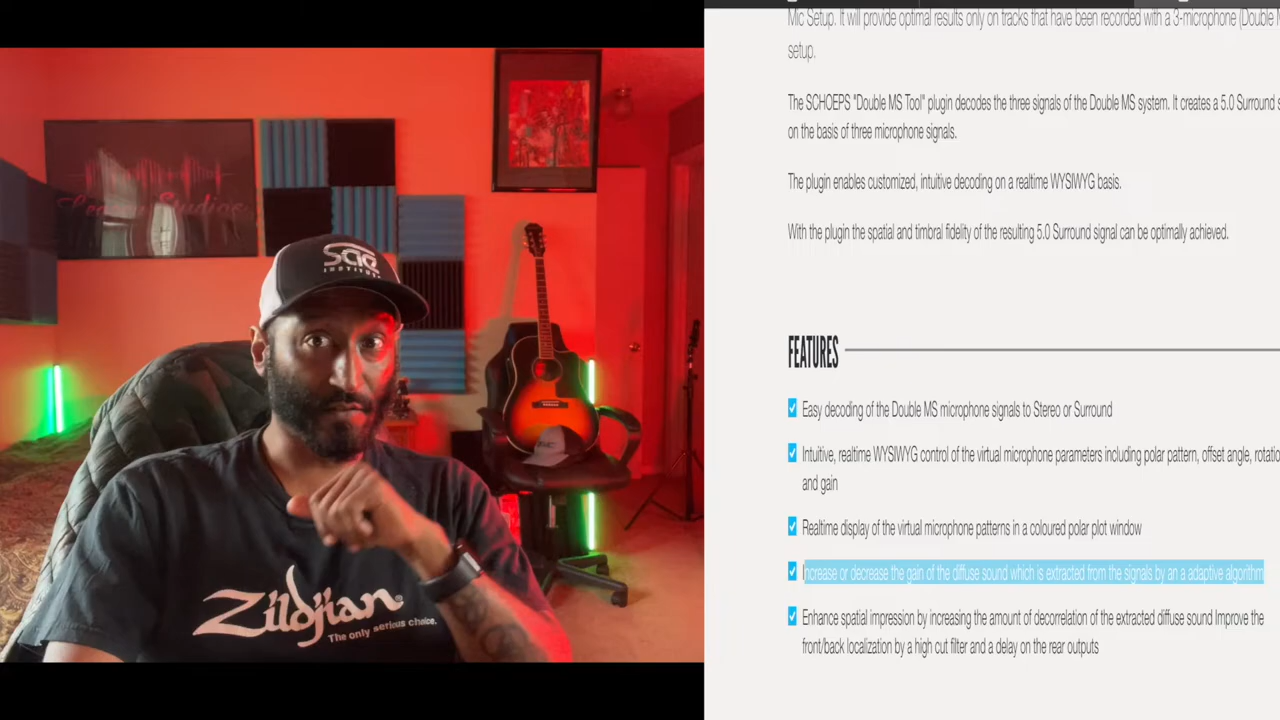 Legacy Studios
Sae
INSTITUTE
Zildjian®
The only serious choice.
Mic Setup. It will provide optimal results only on tracks that have been recorded with a 3-microphone (Double M
setup.
The SCHOEPS "Double MS Tool" plugin decodes the three signals of the Double MS system. It creates a 5.0 Surround s
on the basis of three microphone signals.
The plugin enables customized, intuitive decoding on a realtime WYSIWYG basis.
With the plugin the spatial and timbral fidelity of the resulting 5.0 Surround signal can be optimally achieved.
FEATURES
Easy decoding of the Double MS microphone signals to Stereo or Surround
Intuitive, realtime WYSIWYG control of the virtual microphone parameters including polar pattern, offset angle, rotatio
and gain
Realtime display of the virtual microphone patterns in a coloured polar plot window
Increase or decrease the gain of the diffuse sound which is extracted from the signals by an a adaptive algorithm
Enhance spatial impression by increasing the amount of decorrelation of the extracted diffuse sound Improve the
front/back localization by a high cut filter and a delay on the rear outputs